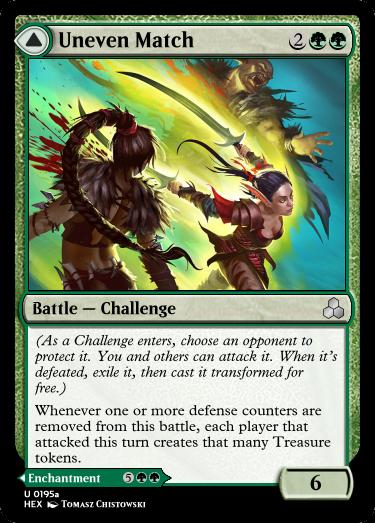 Uneven Match 2
Battle — Challenge
(As a Challenge enters, choose an opponent to
protect it. You and others can attack it. When it's
defeated, exile it, then cast it transformed for
free.)
Whenever one or more defense counters are
removed from this battle, each player that
attacked this turn creates that many Treasure
tokens.
Enchantment 5
6
U 0195a
HEX Tomasz Chistowski